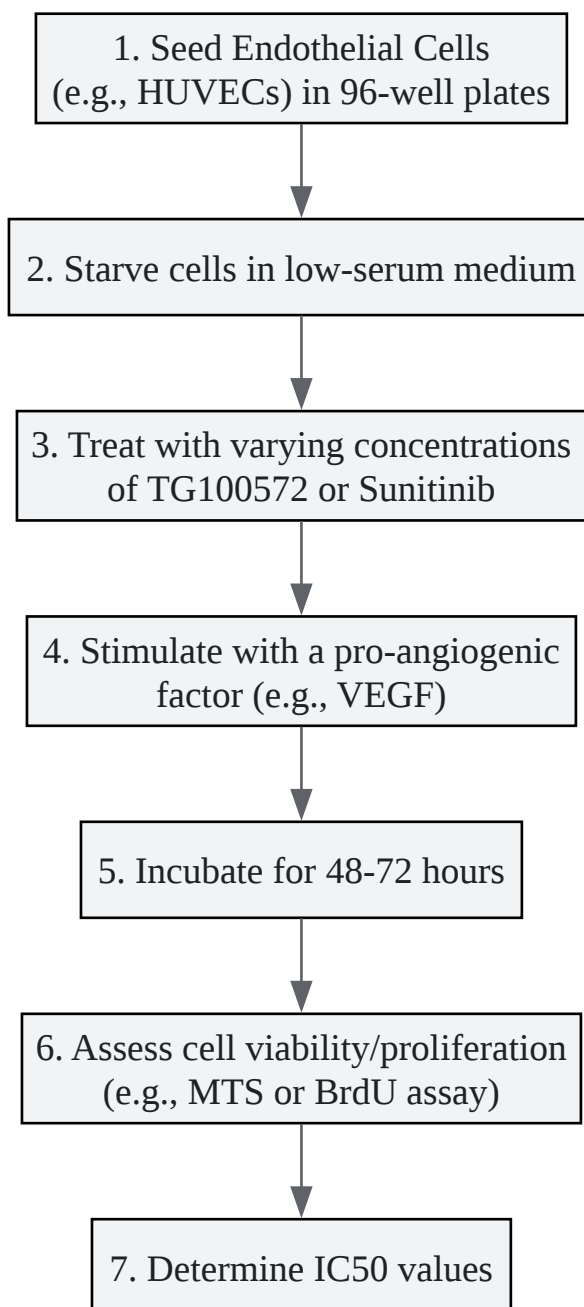 1. Seed Endothelial Cells
(e.g., HUVECs) in 96-well plates
2. Starve cells in low-serum medium
3. Treat with varying concentrations
of TG100572 or Sunitinib
4. Stimulate with a pro-angiogenic
factor (e.g., VEGF)
5. Incubate for 48-72 hours
6. Assess cell viability/proliferation
(e.g., MTS or BrdU assay)
7. Determine IC50 values